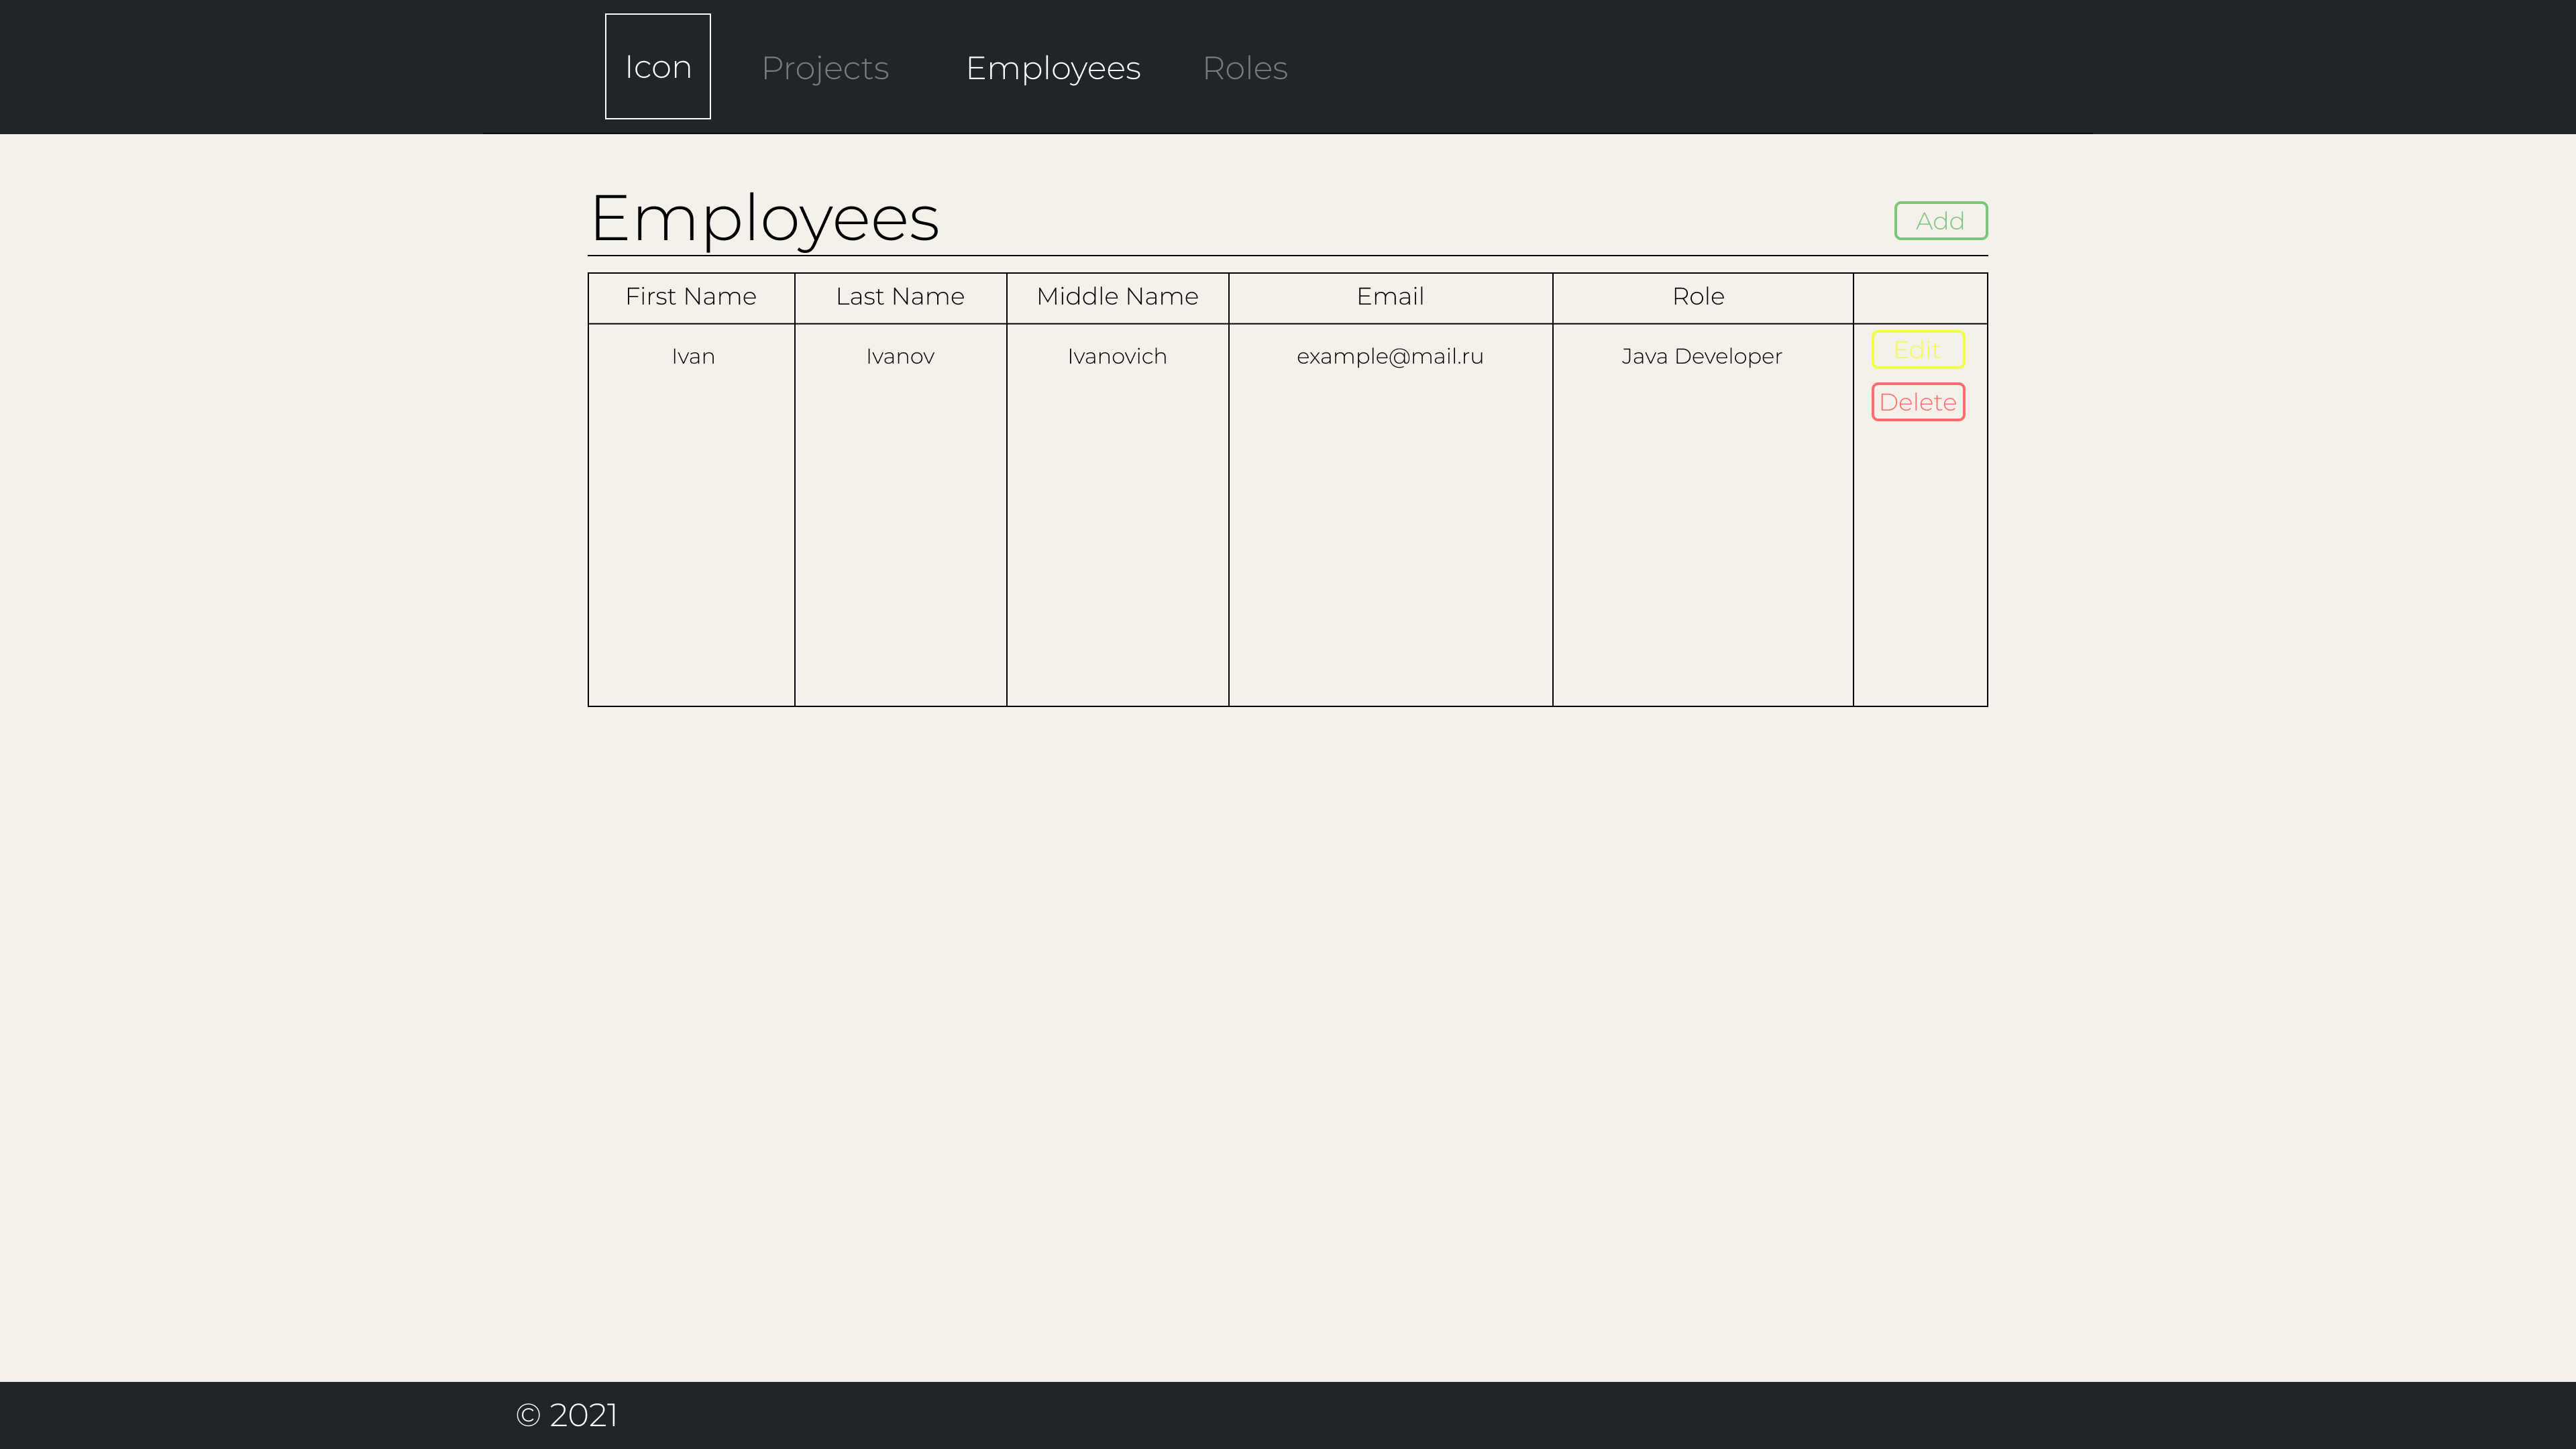 Icon Projects Employees Roles
Employees Add
First Name Last Name Middle Name Email Role
Ivan Ivanov Ivanovich example@mail.ru Java Developer Edit
Delete
© 2021